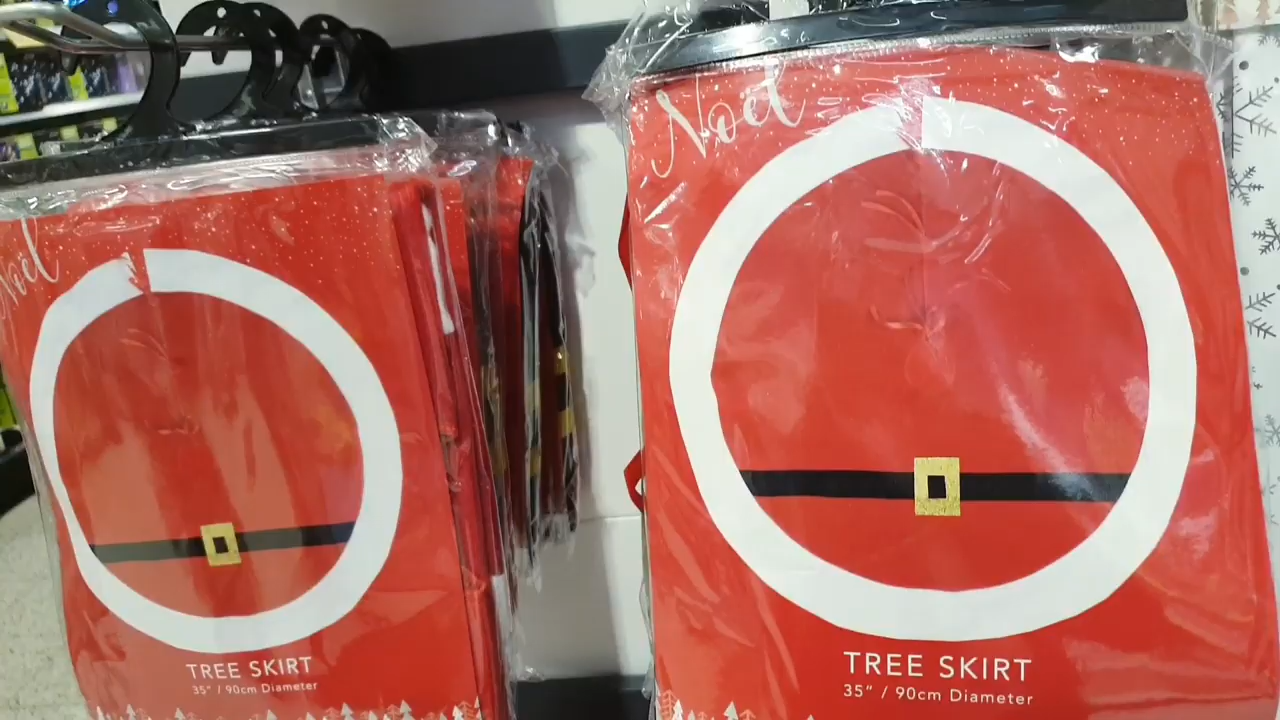 Noel
TREE SKIRT
35” / 90cm Diameter
Noel
TREE SKIRT
35” / 90cm Diameter